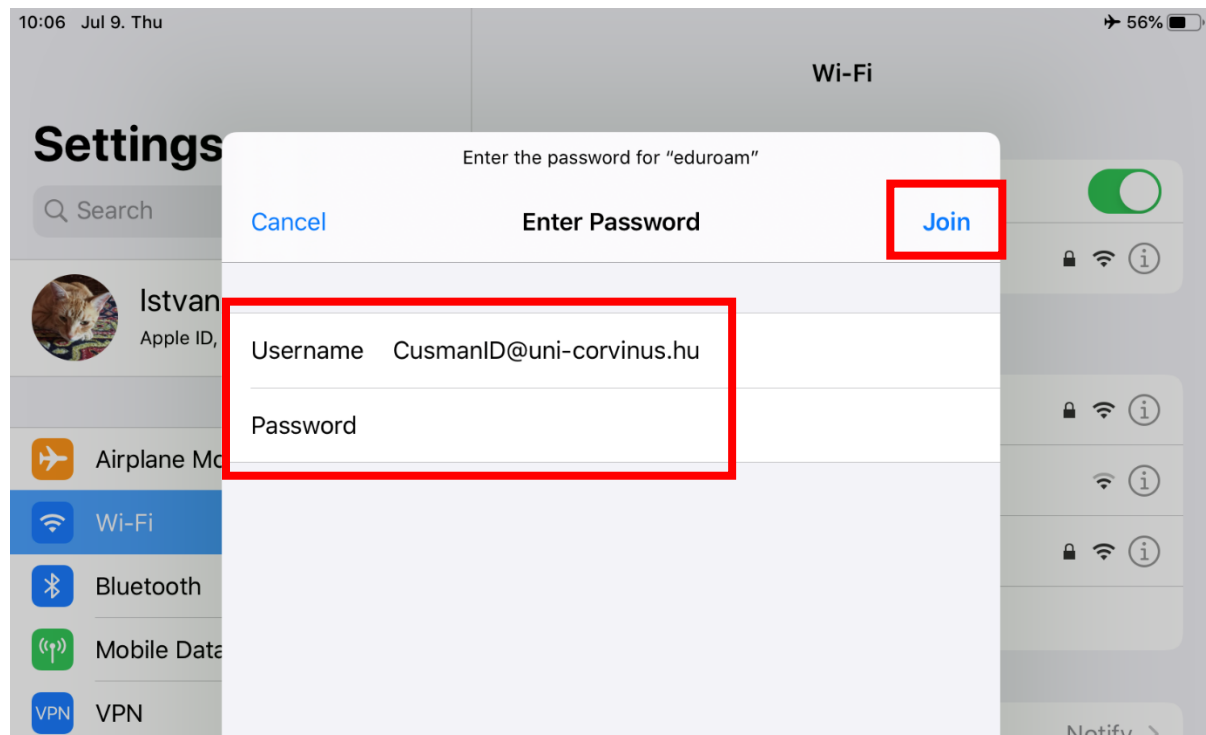 10:06 Jul 9. Thu
56%
Wi-Fi
Settings
Search
Istvan
Apple ID,
Enter the password for “eduroam”
Cancel
Enter Password
Join
Username CusmanID@uni-corvinus.hu
Password
Airplane Mo
Wi-Fi
Bluetooth
Mobile Data
VPN VPN
Notify